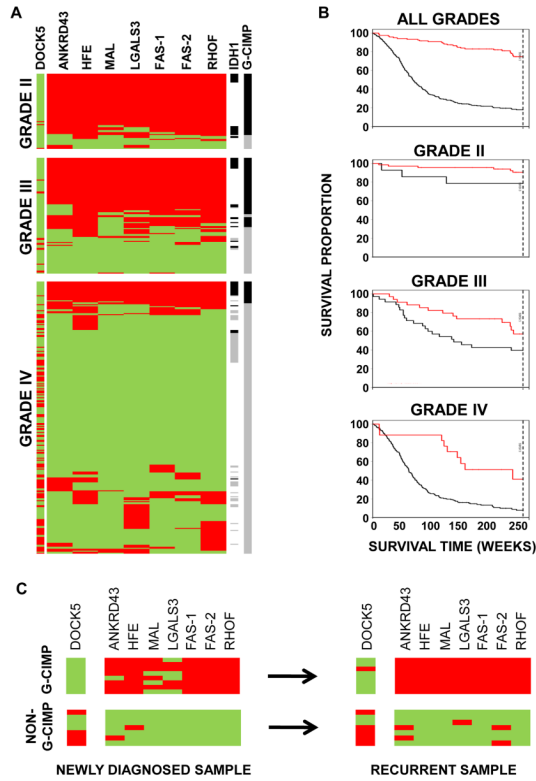 A
DOCK5
ANKRD43
HFE
MAL
LGALS3
FAS-1
FAS-2
RHOF
IDH1
G-CIMP
GRADE II
GRADE III
GRADE IV
B
ALL GRADES
100
80
60
40
20
0
GRADE II
100
80
60
40
20
0
GRADE III
100
80
60
40
20
0
GRADE IV
100
80
60
40
20
0
0 50 100 150 200 250
SURVIVAL PROPORTION
SURVIVAL TIME (WEEKS)
C
DOCK5
ANKRD43
HFE
MAL
LGALS3
FAS-1
FAS-2
RHOF
DOCK5
ANKRD43
HFE
MAL
LGALS3
FAS-1
FAS-2
RHOF
G-CIMP
NON-
G-CIMP
NEWLY DIAGNOSED SAMPLE
RECURRENT SAMPLE